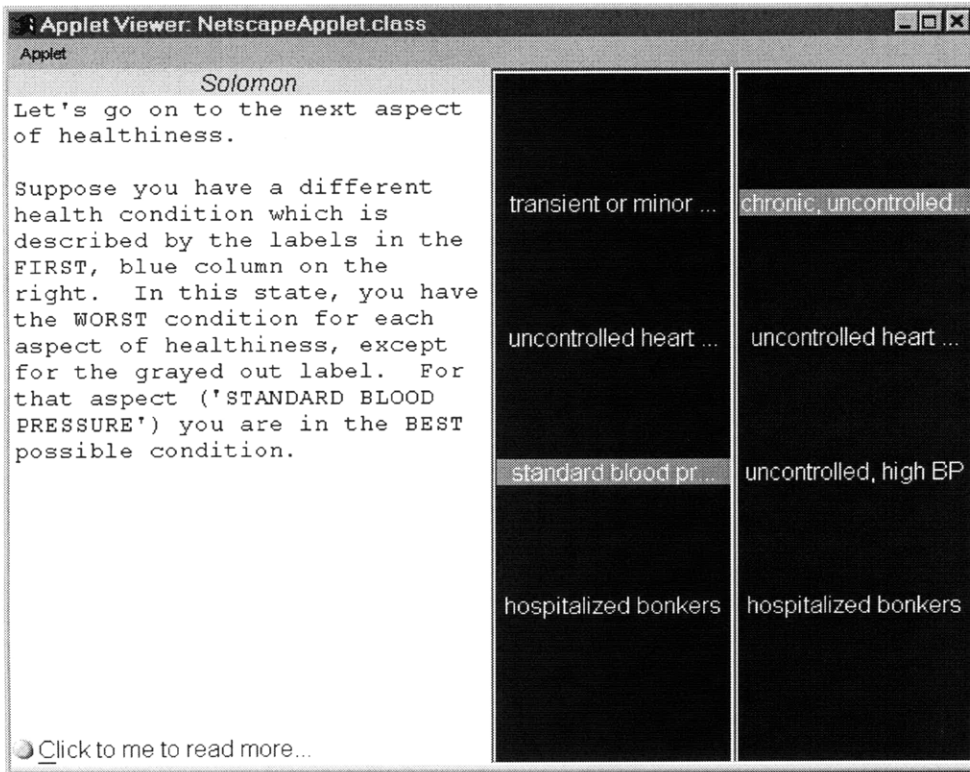 Applet Viewer: NetscapeApplet.class
Applet
Solomon
Let's go on to the next aspect
of healthiness.
Suppose you have a different
health condition which is
described by the labels in the
FIRST, blue column on the
right. In this state, you have
the WORST condition for each
aspect of healthiness, except
for the grayed out label. For
that aspect ('STANDARD BLOOD
PRESSURE') you are in the BEST
possible condition.
Click to me to read more...
transient or minor ...
uncontrolled heart ...
standard blood pr...
hospitalized bonkers
chronic, uncontrolled...
uncontrolled heart ...
uncontrolled, high BP
hospitalized bonkers